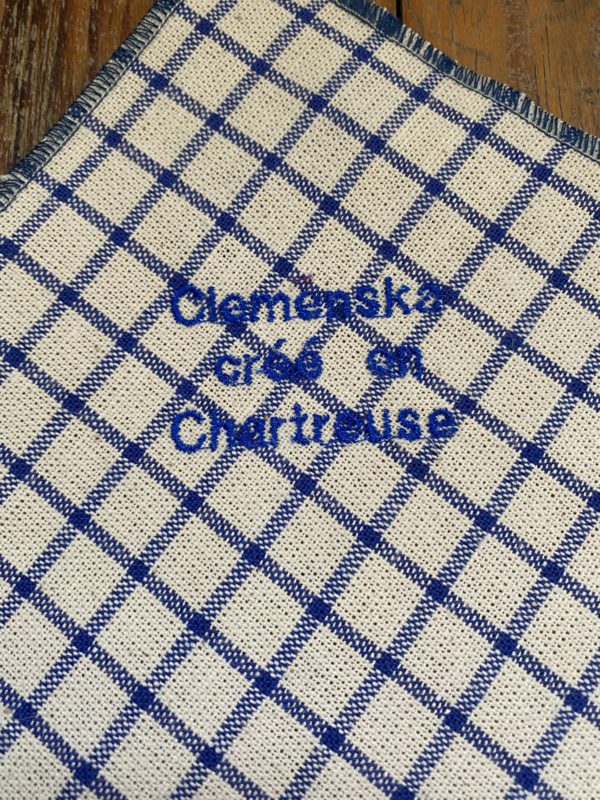 Clemenska
créé en
Chartreuse